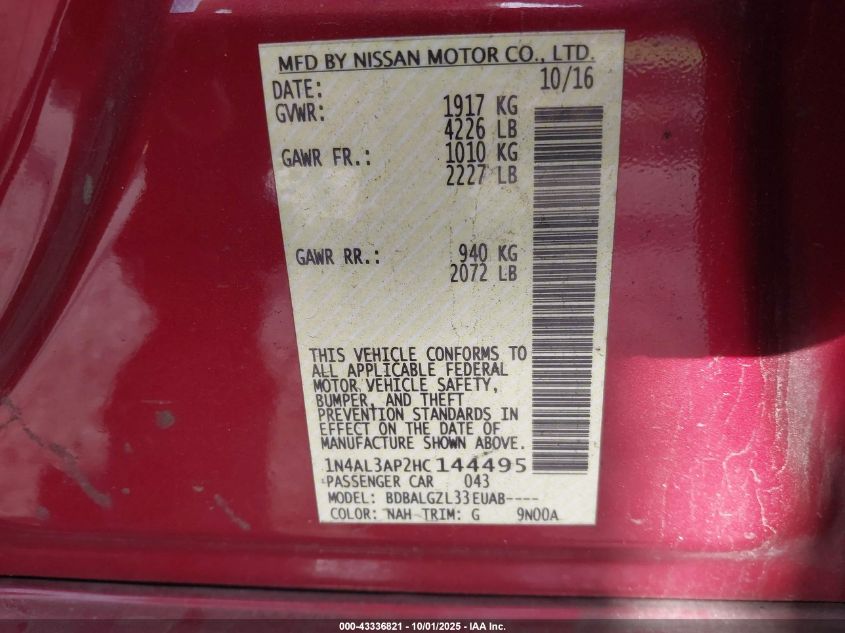 MFD BY NISSAN MOTOR CO., LTD.
DATE: 10/16
GVWR: 1917 KG
4226 LB
GAWR FR.: 1010 KG
2227 LB
GAWR RR.: 940 KG
2072 LB
THIS VEHICLE CONFORMS TO
ALL APPLICABLE FEDERAL
MOTOR VEHICLE SAFETY,
BUMPER, AND THEFT
PREVENTION STANDARDS IN
EFFECT ON THE DATE OF
MANUFACTURE SHOWN ABOVE.
1N4AL3AP2HC144495
PASSENGER CAR 043
MODEL: BDBALGZL33EUAB----
COLOR: NAH TRIM: G 9N00A
000-43336821 - 10/01/2025 - IAA Inc.